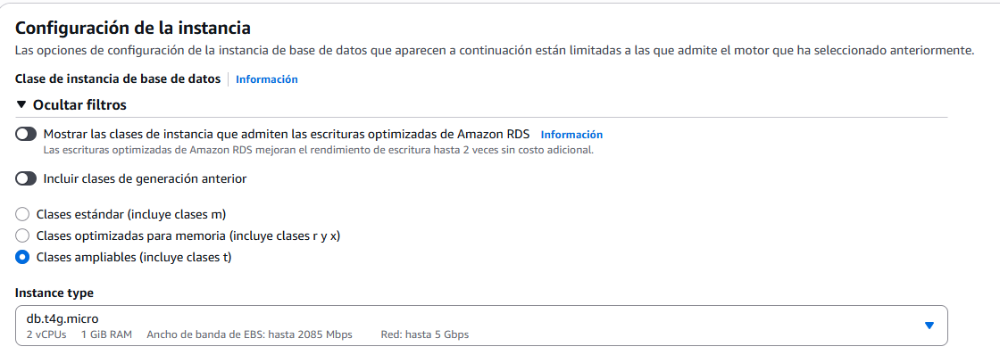 Configuración de la instancia
Las opciones de configuración de la instancia de base de datos que aparecen a continuación están limitadas a las que admite el motor que ha seleccionado anteriormente.
Clase de instancia de base de datos Información
Ocultar filtros
Mostrar las clases de instancia que admiten las escrituras optimizadas de Amazon RDS Información
Las escrituras optimizadas de Amazon RDS mejoran el rendimiento de escritura hasta 2 veces sin costo adicional.
Incluir clases de generación anterior
Clases estándar (incluye clases m)
Clases optimizadas para memoria (incluye clases r y x)
Clases ampliables (incluye clases t)
Instance type
db.t4g.micro
2 vCPUs 1 GiB RAM Ancho de banda de EBS: hasta 2085 Mbps Red: hasta 5 Gbps